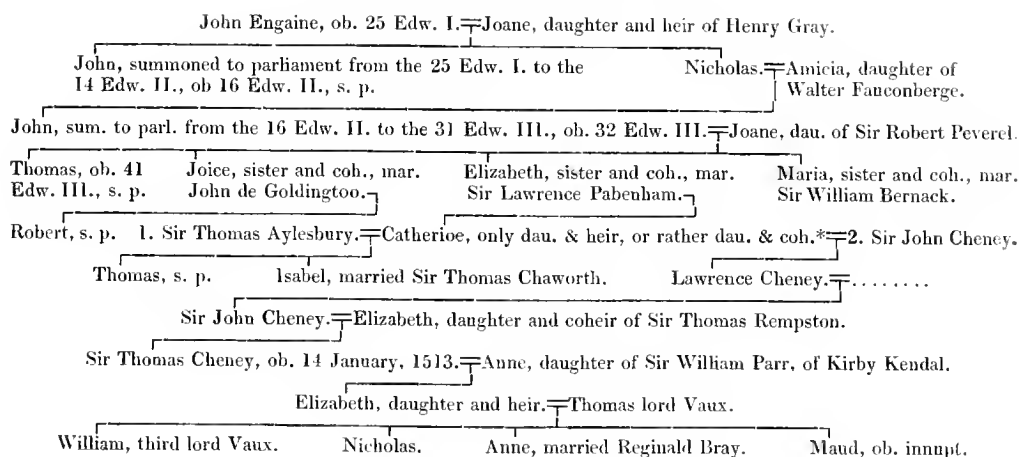 John Engaine, ob. 25 Edw. I.=Joane, daughter and heir of Henry Gray.
John, summoned to parliament from the 25 Edw. I. to the
14 Edw. II., ob 16 Edw. II., s. p.
Nicholas.=Amicia, daughter of
Walter Fauconberge.
John, sum. to parl. from the 16 Edw. II. to the 31 Edw. III., ob. 32 Edw. III.=Joane, dau. of Sir Robert Peverel.
Thomas, ob. 41
Edw. III., s. p.
Joice, sister and coh., mar.
John de Goldingtoo.
Elizabeth, sister and coh., mar.
Sir Lawrence Pabenham.
Maria, sister and coh., mar.
Sir William Bernack.
Robert, s. p. 1. Sir Thomas Aylesbury.=Catherioe, only dau. & heir, or rather dau. & coh.*=2. Sir John Cheney.
Thomas, s. p. Isabel, married Sir Thomas Chaworth. Lawrence Cheney.=........
Sir John Cheney.=Elizabeth, daughter and coheir of Sir Thomas Rempston.
Sir Thomas Cheney, ob. 14 January, 1513.=Anne, daughter of Sir William Parr, of Kirby Kendal.
Elizabeth, daughter and heir.=Thomas lord Vaux.
William, third lord Vaux. Nicholas. Anne, married Reginald Bray. Maud, ob. innupt.